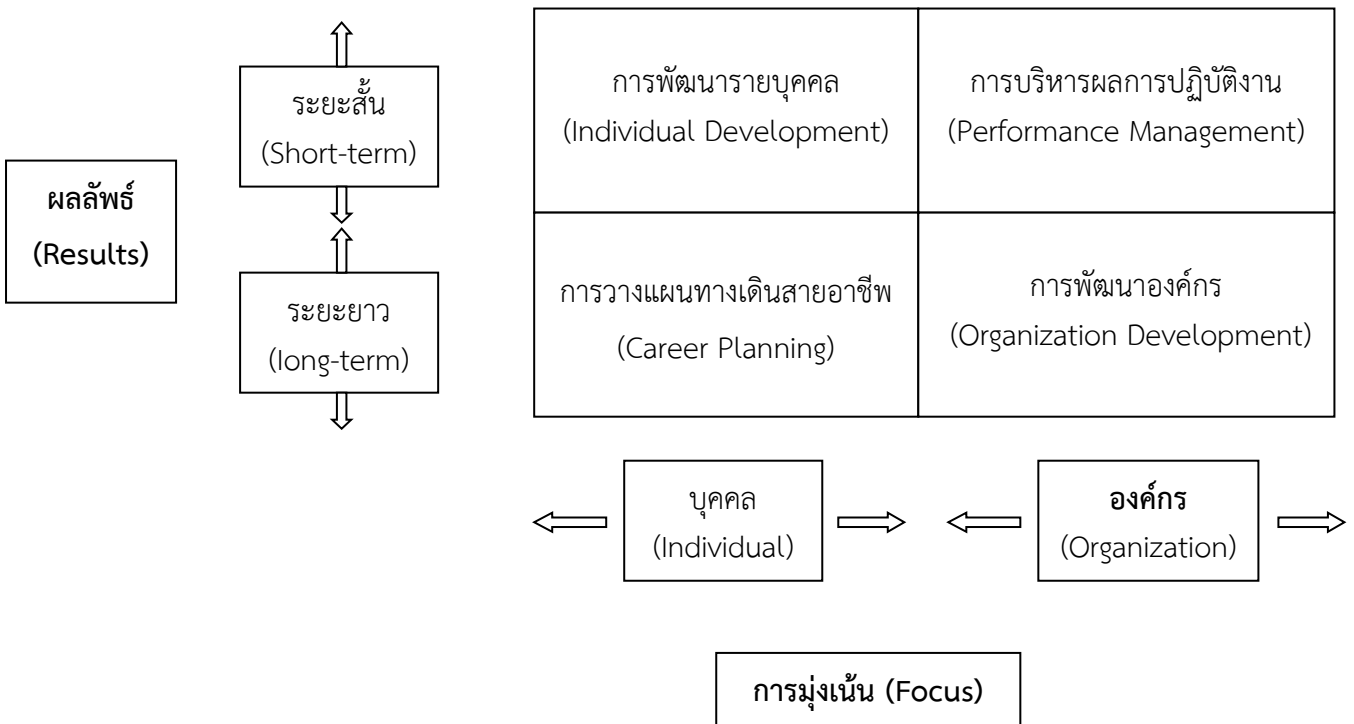 ผลลัพธ์
(Results)
ระยะสั้น
(Short-term)
ระยะยาว
(long-term)
การพัฒนารายบุคคล
(Individual Development)
การบริหารผลการปฏิบัติงาน
(Performance Management)
การวางแผนทางเดินสายอาชีพ
(Career Planning)
การพัฒนาองค์กร
(Organization Development)
บุคคล
(Individual)
องค์กร
(Organization)
การมุ่งเน้น (Focus)